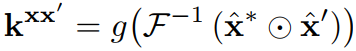 𝐤^{𝐱𝐱′} = g(ℱ^{−1}(𝐱̂^{*} ⊙ 𝐱̂′))